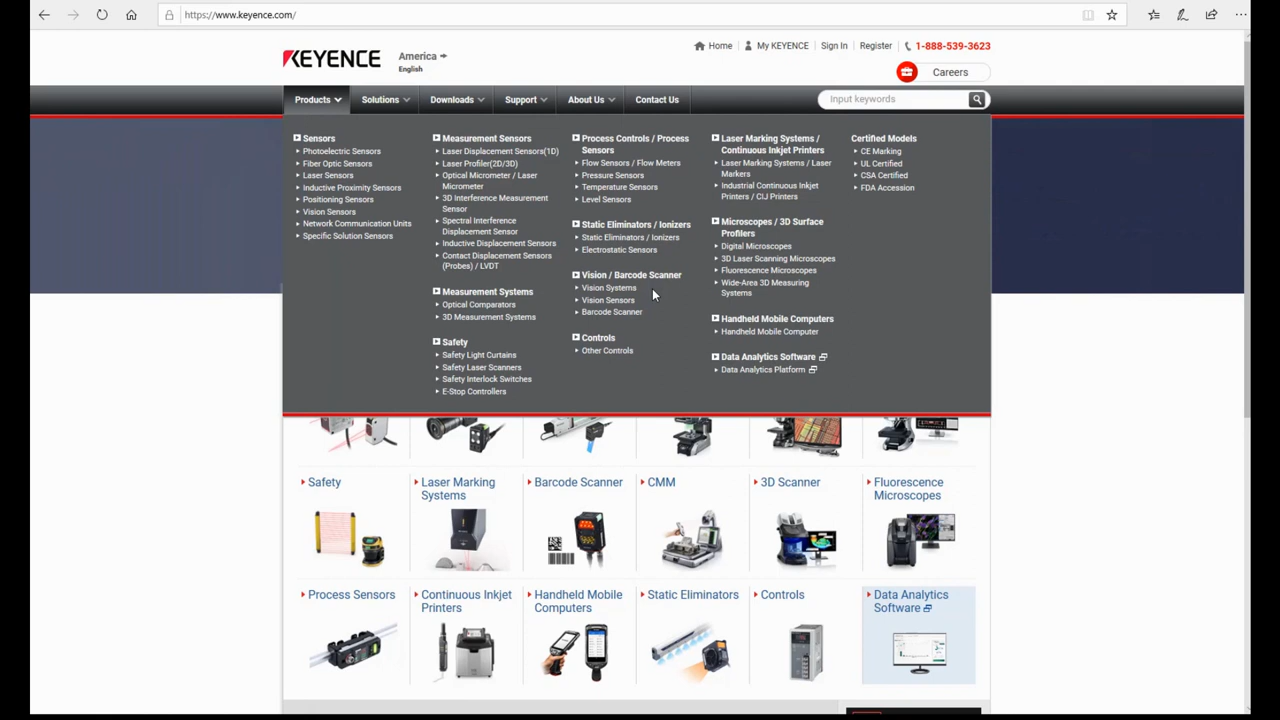 https://www.keyence.com/
KEYENCE
America
English
Home
My KEYENCE
Sign In
Register
1-888-539-3623
Careers
Products
Solutions
Downloads
Support
About Us
Contact Us
Input keywords
Sensors
Photoelectric Sensors
Fiber Optic Sensors
Laser Sensors
Inductive Proximity Sensors
Positioning Sensors
Vision Sensors
Network Communication Units
Specific Solution Sensors
Measurement Sensors
Laser Displacement Sensors(1D)
Laser Profiler(2D/3D)
Optical Micrometer / Laser
Micrometer
3D Interference Measurement
Sensor
Spectral Interference
Displacement Sensor
Inductive Displacement Sensors
Contact Displacement Sensors
(Probes) / LVDT
Measurement Systems
Optical Comparators
3D Measurement Systems
Safety
Safety Light Curtains
Safety Laser Scanners
Safety Interlock Switches
E-Stop Controllers
Process Controls / Process
Sensors
Flow Sensors / Flow Meters
Pressure Sensors
Temperature Sensors
Level Sensors
Static Eliminators / Ionizers
Static Eliminators / Ionizers
Electrostatic Sensors
Vision / Barcode Scanner
Vision Systems
Vision Sensors
Barcode Scanner
Controls
Other Controls
Laser Marking Systems /
Continuous Inkjet Printers
Laser Marking Systems / Laser
Markers
Industrial Continuous Inkjet
Printers / CIJ Printers
Microscopes / 3D Surface
Profilers
Digital Microscopes
3D Laser Scanning Microscopes
Fluorescence Microscopes
Wide-Area 3D Measuring
Systems
Handheld Mobile Computers
Handheld Mobile Computer
Data Analytics Software
Data Analytics Platform
Certified Models
CE Marking
UL Certified
CSA Certified
FDA Accession
Safety
Laser Marking
Systems
Barcode Scanner
CMM
3D Scanner
Fluorescence
Microscopes
Process Sensors
Continuous Inkjet
Printers
Handheld Mobile
Computers
Static Eliminators
Controls
Data Analytics
Software